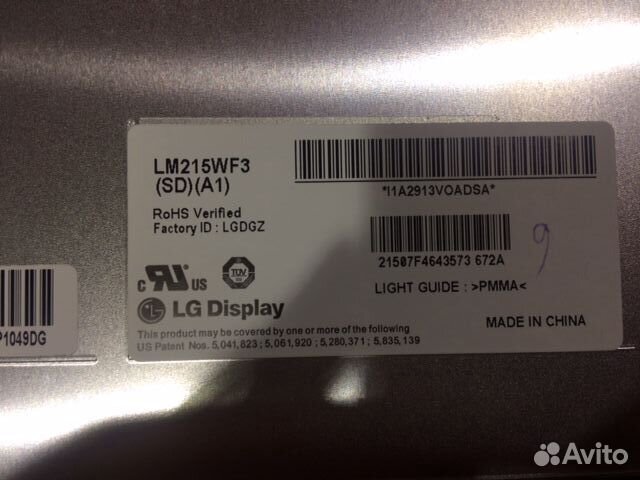 LM215WF3
(SD)(A1)
*I1A2913VOADSA*
RoHS Verified
Factory ID : LGDGZ
21507F4643573 672A
9
c RU US
TÜV
LIGHT GUIDE : >PMMA<
LG Display
MADE IN CHINA
This product may be covered by one or more of the following
US Patent Nos. 5,041,823 ; 5,061,920 ; 5,280,371 ; 5,835,139
P1049DG
Avito